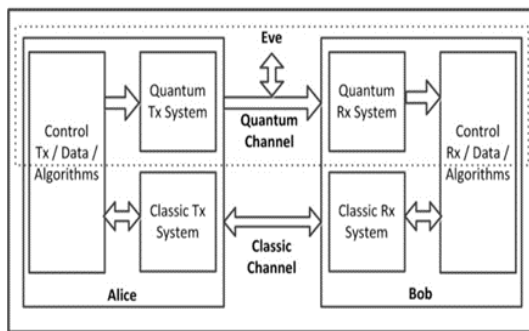 Eve
Control
Tx / Data /
Algorithms
Quantum
Tx System
Quantum
Channel
Quantum
Rx System
Control
Rx / Data /
Algorithms
Classic Tx
System
Classic
Channel
Classic Rx
System
Alice
Bob